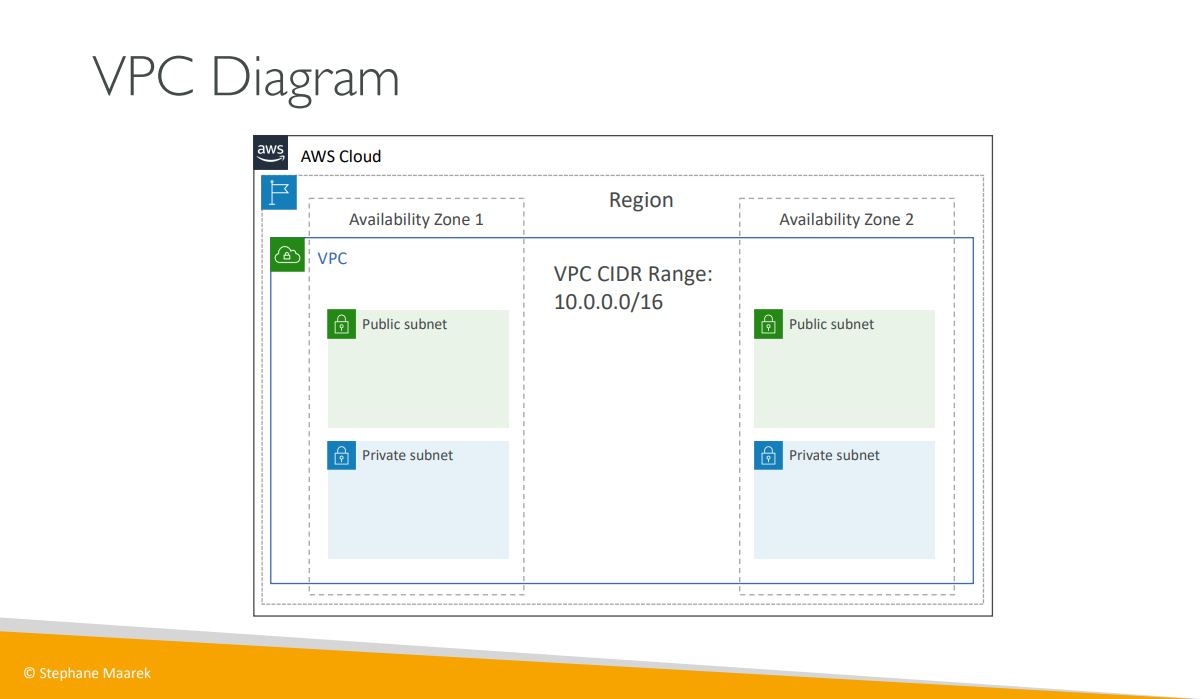 VPC Diagram
aws
AWS Cloud
Region
Availability Zone 1
Availability Zone 2
VPC
VPC CIDR Range:
10.0.0.0/16
Public subnet
Public subnet
Private subnet
Private subnet
© Stephane Maarek